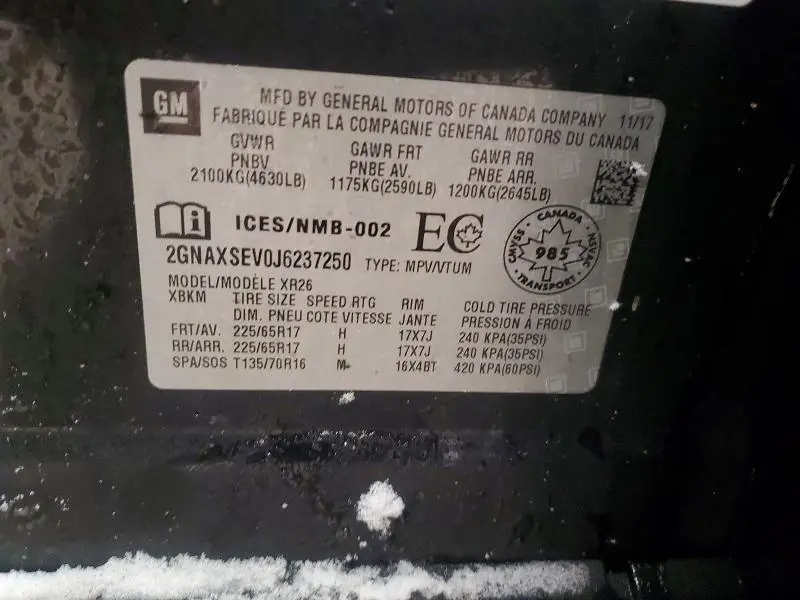 GM
MFD BY GENERAL MOTORS OF CANADA COMPANY 11/17
FABRIQUÉ PAR LA COMPAGNIE GENERAL MOTORS DU CANADA
GVWR GAWR FRT GAWR RR
PNBV PNBE AV. PNBE ARR.
2100KG(4630LB) 1175KG(2590LB) 1200KG(2645LB)
i ICES/NMB-002 EC
CANADA
CMVSS 985 NSVAC
TRANSPORT
2GNAXSEV0J6237250 TYPE: MPV/VTUM
MODEL/MODÈLE XR26
XBKM TIRE SIZE SPEED RTG RIM COLD TIRE PRESSURE
DIM. PNEU COTE VITESSE JANTE PRESSION À FROID
FRT/AV. 225/65R17 H 17X7J 240 KPA(35PSI)
RR/ARR. 225/65R17 H 17X7J 240 KPA(35PSI)
SPA/SOS T135/70R16 M 16X4BT 420 KPA(60PSI)